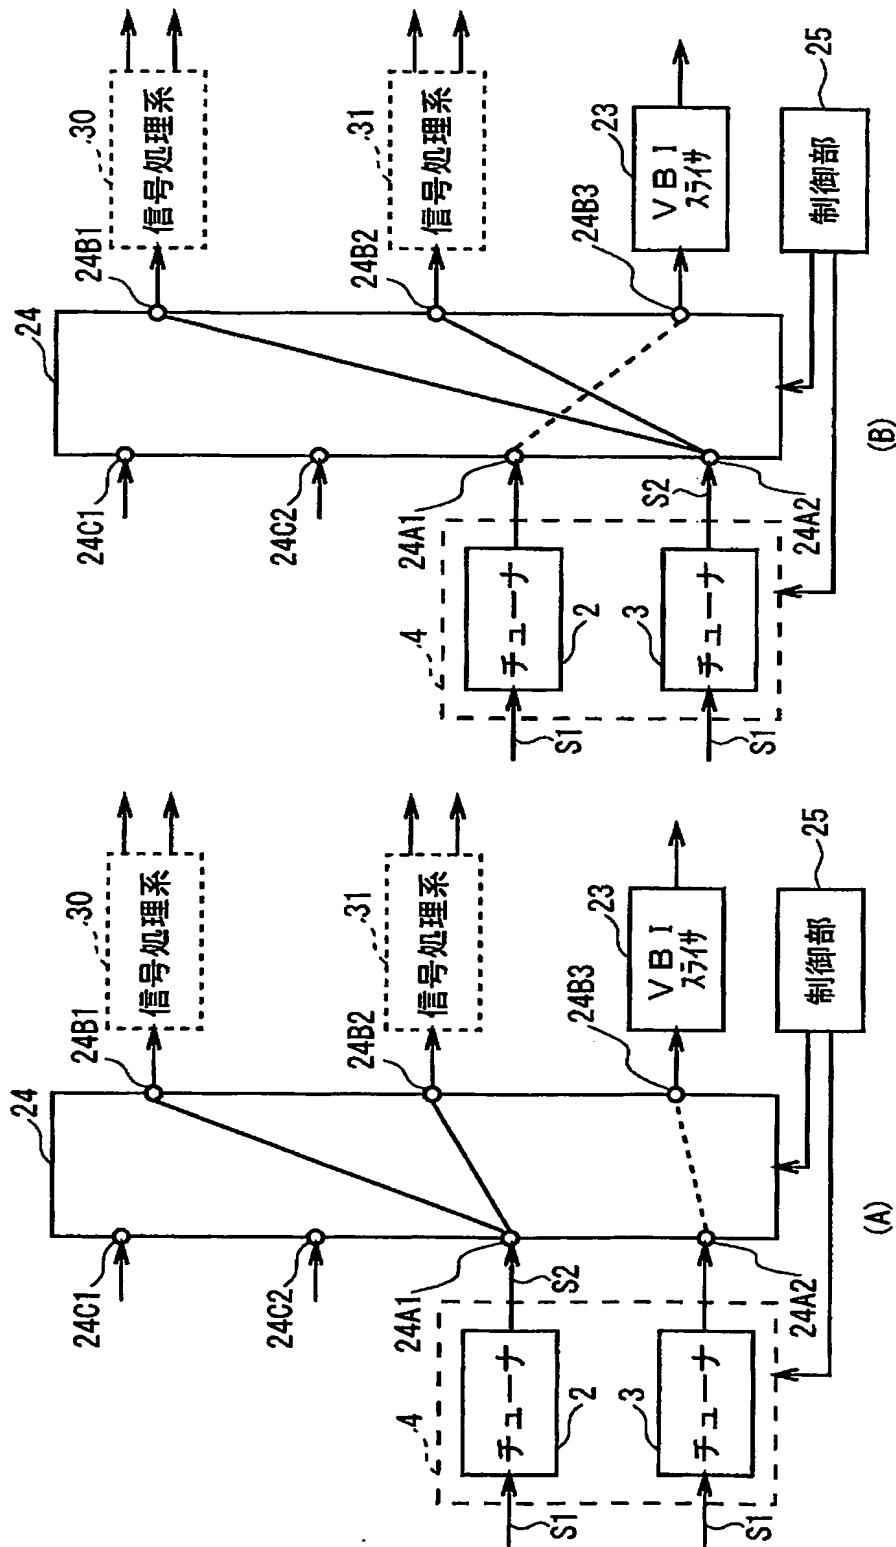 24C1
24C2
24
24B1
30
信号処理系
24B2
31
信号処理系
4
チューナ
2
S1
24A1
S2
チューナ
3
S1
24A2
24B3
23
VBI
スライサ
制御部
25
(A)
24C1
24C2
24
24B1
30
信号処理系
24B2
31
信号処理系
4
チューナ
2
S1
24A1
チューナ
3
S1
S2
24A2
24B3
23
VBI
スライサ
制御部
25
(B)